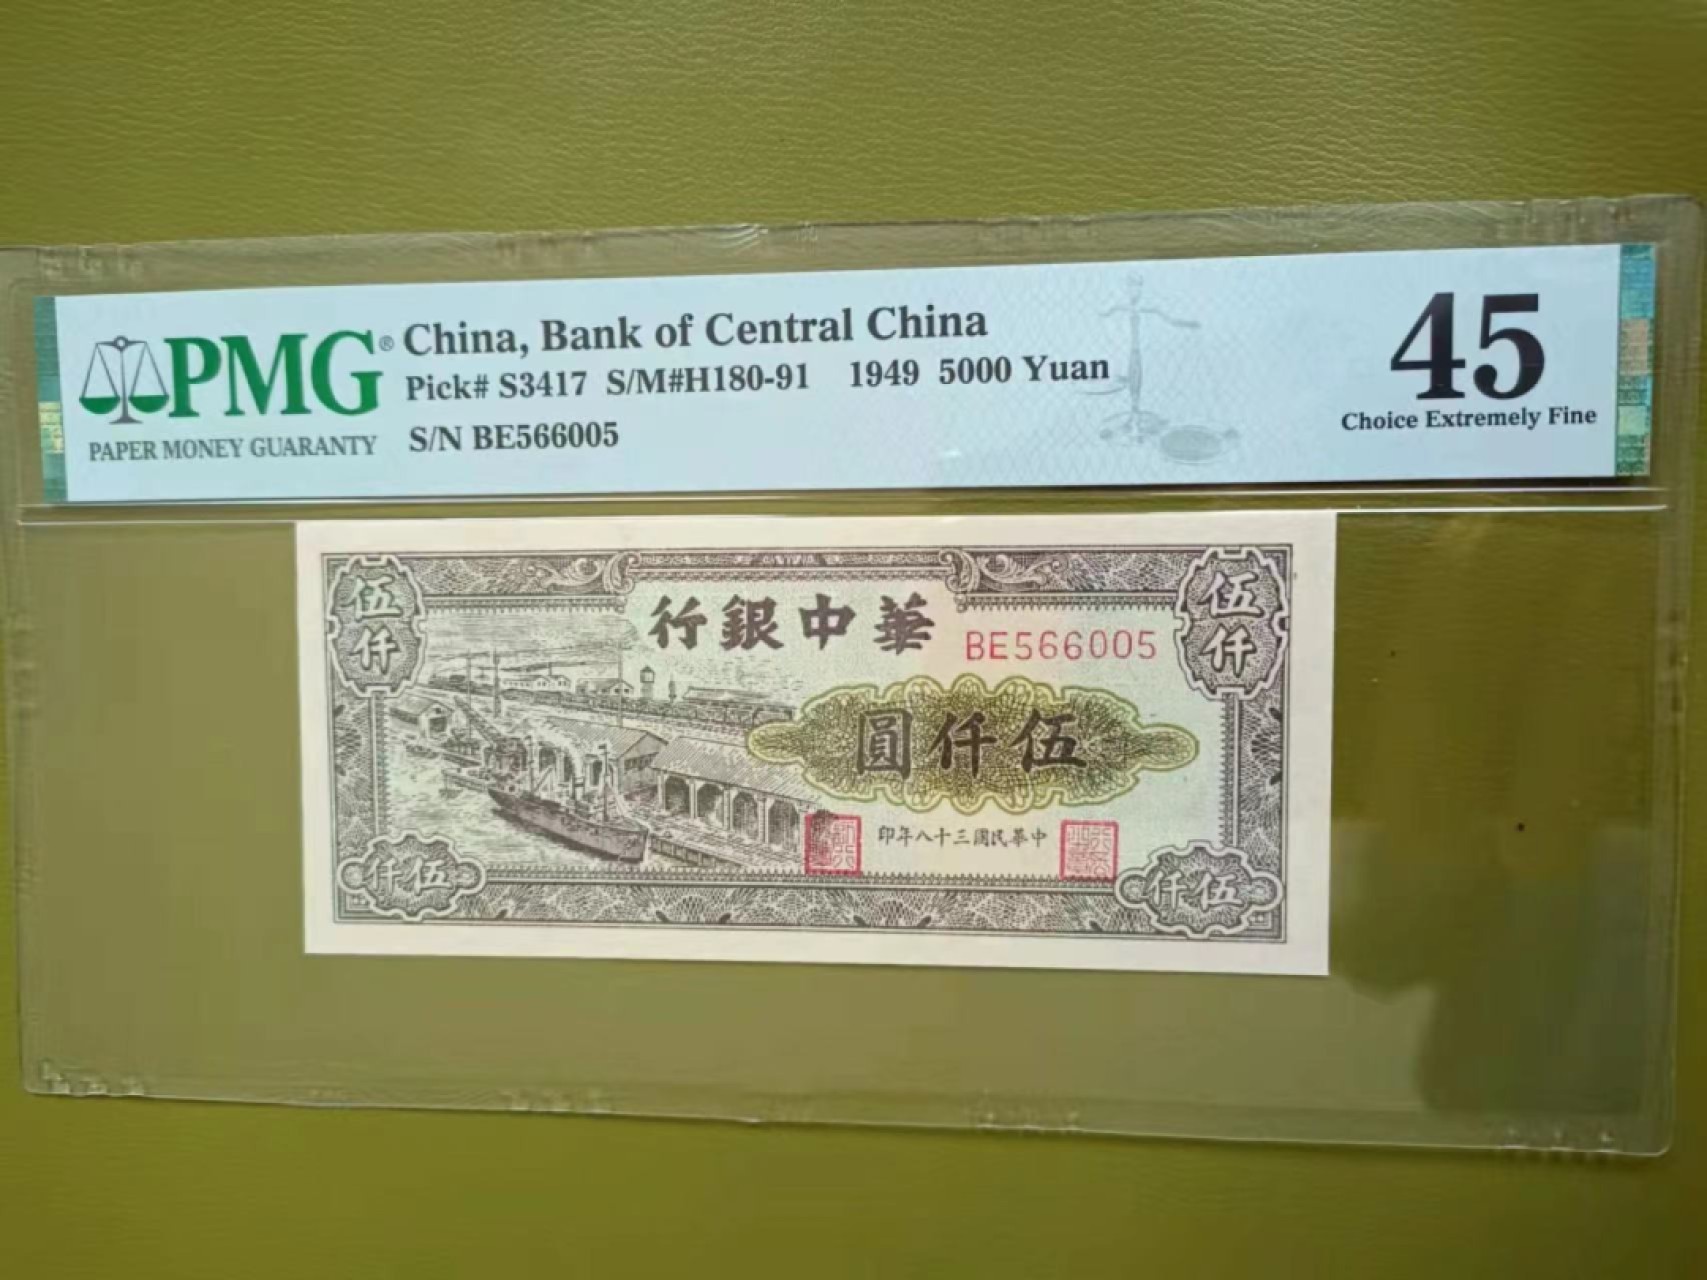 PMG®
PAPER MONEY GUARANTY
China, Bank of Central China
Pick# S3417 S/M#H180-91 1949 5000 Yuan
S/N BE566005
45
Choice Extremely Fine
伍仟
華中銀行
BE566005
伍仟
伍仟圓
中華民國三十八年印
伍仟
伍仟